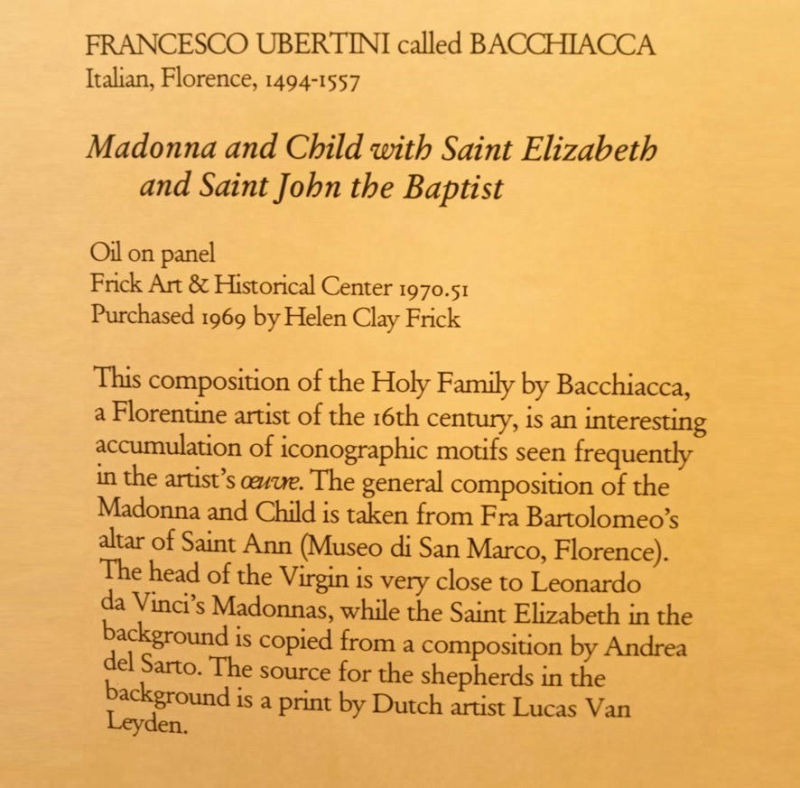 FRANCESCO UBERTINI called BACCHIACCA
Italian, Florence, 1494-1557
Madonna and Child with Saint Elizabeth
and Saint John the Baptist
Oil on panel
Frick Art & Historical Center 1970.51
Purchased 1969 by Helen Clay Frick
This composition of the Holy Family by Bacchiacca,
a Florentine artist of the 16th century, is an interesting
accumulation of iconographic motifs seen frequently
in the artist's œuvre. The general composition of the
Madonna and Child is taken from Fra Bartolomeo's
altar of Saint Ann (Museo di San Marco, Florence).
The head of the Virgin is very close to Leonardo
da Vinci's Madonnas, while the Saint Elizabeth in the
background is copied from a composition by Andrea
del Sarto. The source for the shepherds in the
background is a print by Dutch artist Lucas Van
Leyden.